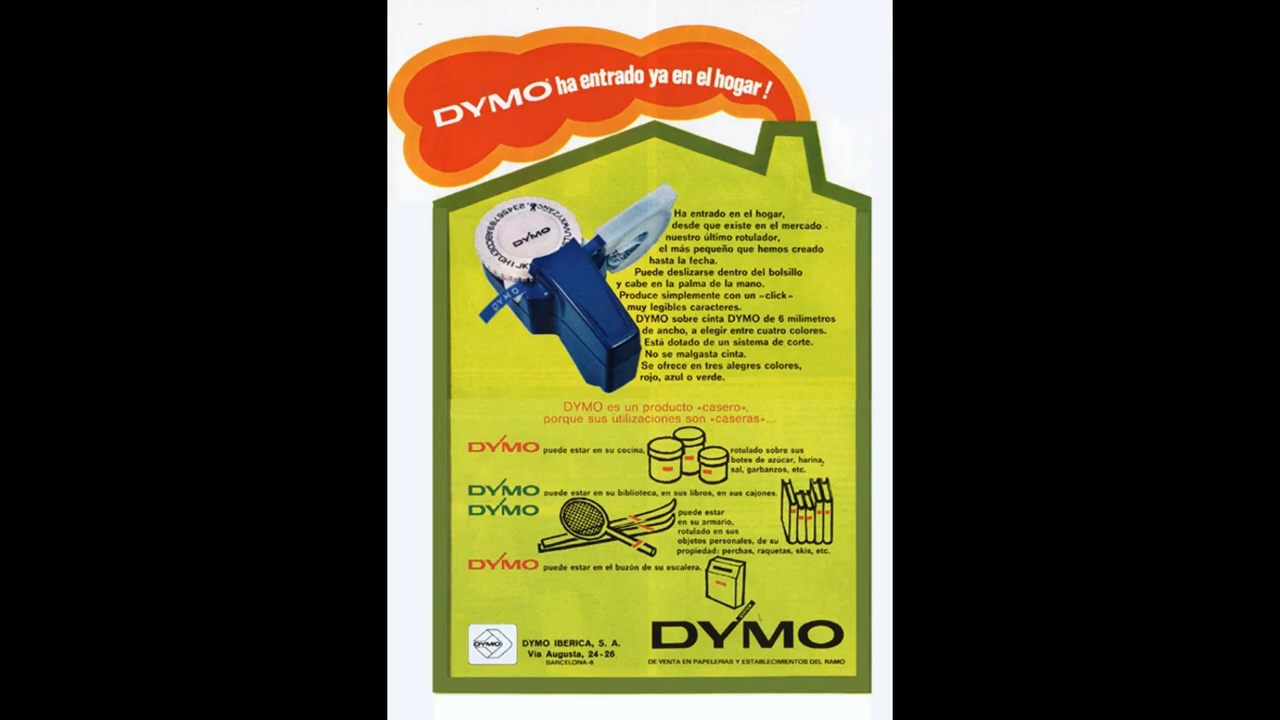 DYMO ha entrado ya en el hogar!
.23456789ABCDEFGHIJK
UVWXYZ
DYMO
DYMO
Ha entrado en el hogar,
desde que existe en el mercado
nuestro último rotulador,
el más pequeño que hemos creado
hasta la fecha.
Puede deslizarse dentro del bolsillo
y cabe en la palma de la mano.
Produce simplemente con un «click»
muy legibles caracteres.
DYMO sobre cinta DYMO de 6 milimetros
de ancho, a elegir entre cuatro colores.
Está dotado de un sistema de corte.
No se malgasta cinta.
Se ofrece en tres alegres colores,
rojo, azul o verde.
DYMO es un producto «casero»,
porque sus utilizaciones son «caseras»...
DYMO puede estar en su cocina,
rotulado sobre sus
botes de azúcar, harina,
sal, garbanzos, etc.
DYMO puede estar en su biblioteca, en sus libros, en sus cajones.
DYMO
puede estar
en su armario,
rotulado en sus
objetos personales, de su
propiedad: perchas, raquetas, skis, etc.
DYMO puede estar en el buzón de su escalera.
DYMO
DYMO IBERICA, S. A.
Vía Augusta, 24-26
BARCELONA-6
DYMO
DE VENTA EN PAPELERIAS Y ESTABLECIMIENTOS DEL RAMO